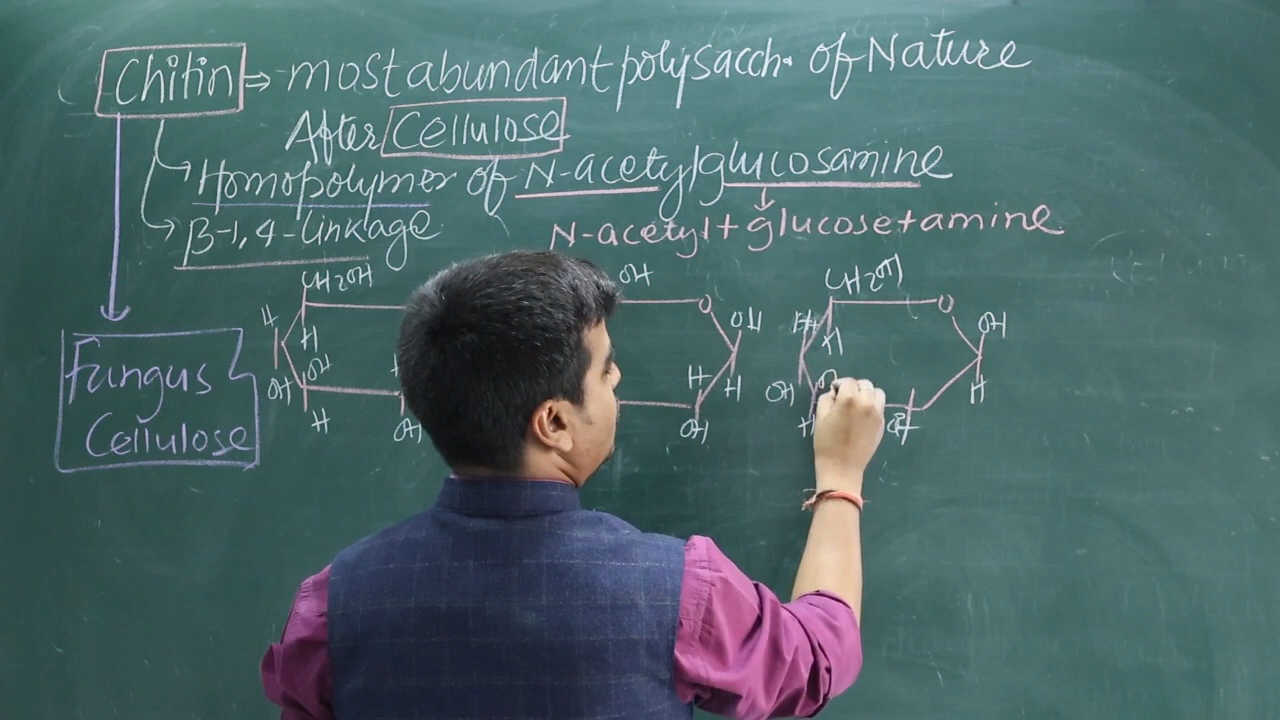 Chitin ⇒ most abundant polysacch. of Nature
After Cellulose
Homopolymer of N-acetylglucosamine
β-1,4-linkage
N-acetyl + glucose + amine
Fungus
Cellulose
CH2OH
OH
CH2OH
H
H
OH
OH
H
OH
O
OH
H
H
OH
H
H
O
OH
H
OH
H